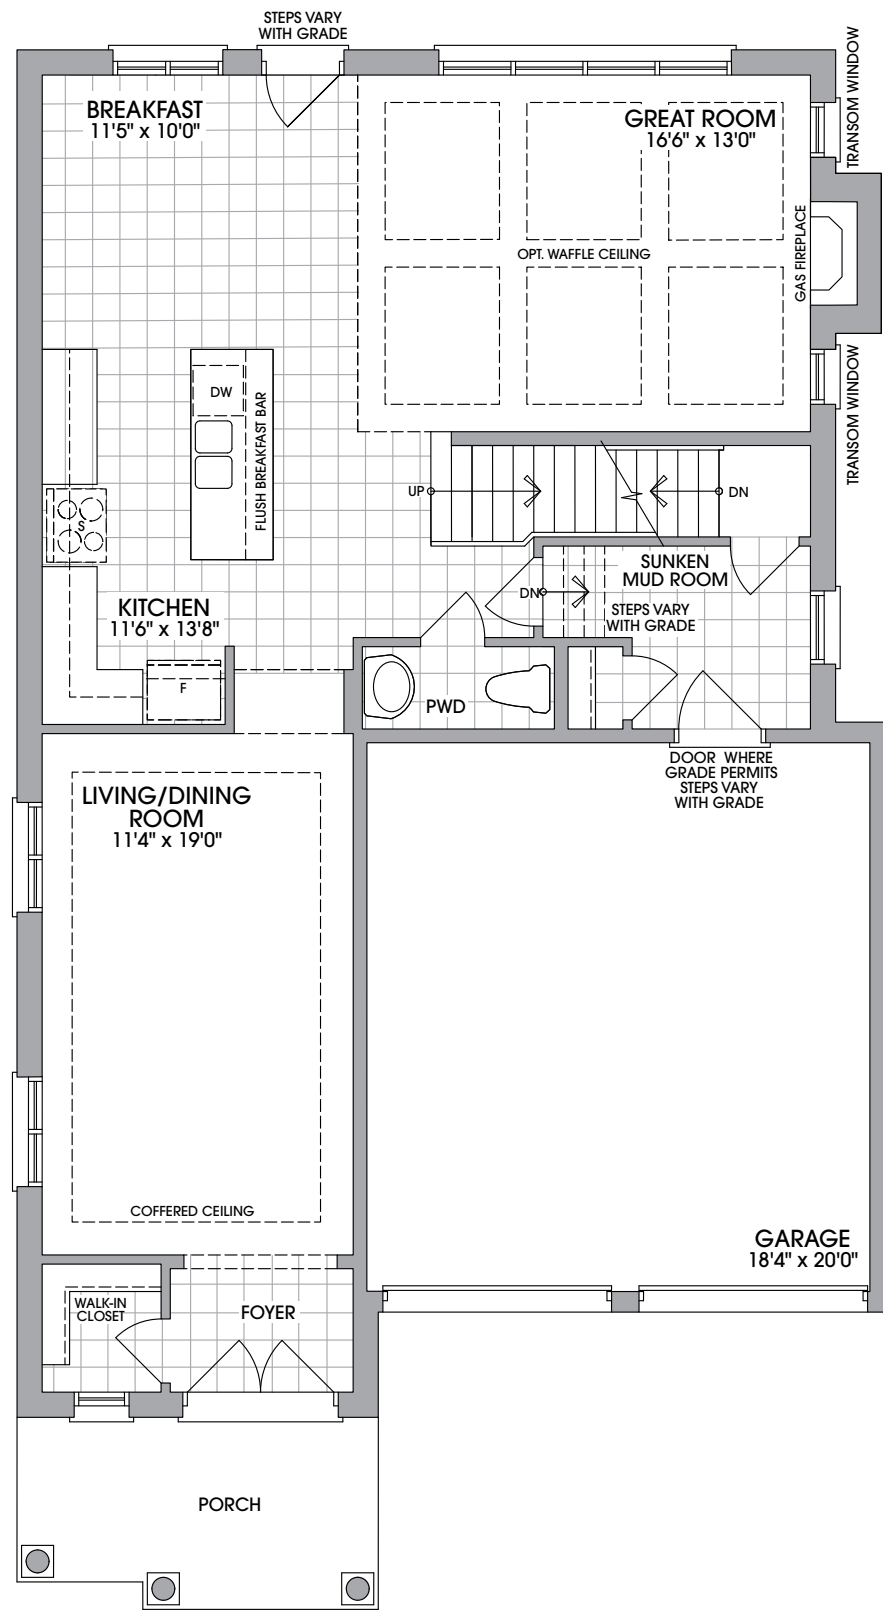 STEPS VARY
WITH GRADE
TRANSOM WINDOW
BREAKFAST
11'5" x 10'0"
GREAT ROOM
16'6" x 13'0"
GAS FIREPLACE
OPT. WAFFLE CEILING
TRANSOM WINDOW
DW
FLUSH BREAKFAST BAR
S
UP
DN
SUNKEN
MUD ROOM
DN
STEPS VARY
WITH GRADE
KITCHEN
11'6" x 13'8"
F
PWD
DOOR WHERE
GRADE PERMITS
STEPS VARY
WITH GRADE
LIVING/DINING
ROOM
11'4" x 19'0"
COFFERED CEILING
GARAGE
18'4" x 20'0"
WALK-IN
CLOSET
FOYER
PORCH